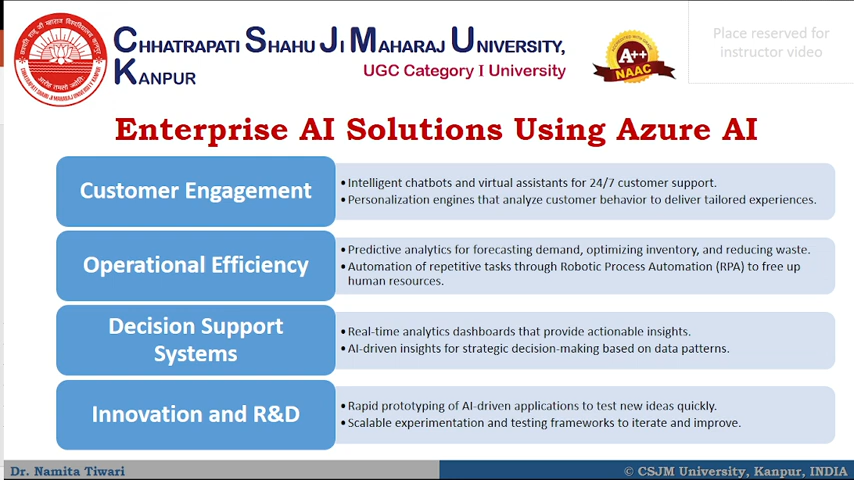 CHHATRAPATI SHAHU JI MAHARAJ UNIVERSITY,
KANPUR
UGC Category I University
ACCREDITED WITH GRADE
A++
NAAC
Place reserved for
instructor video
Enterprise AI Solutions Using Azure AI
Customer Engagement
•Intelligent chatbots and virtual assistants for 24/7 customer support.
•Personalization engines that analyze customer behavior to deliver tailored experiences.
Operational Efficiency
•Predictive analytics for forecasting demand, optimizing inventory, and reducing waste.
•Automation of repetitive tasks through Robotic Process Automation (RPA) to free up
human resources.
Decision Support
Systems
•Real-time analytics dashboards that provide actionable insights.
•AI-driven insights for strategic decision-making based on data patterns.
Innovation and R&D
•Rapid prototyping of AI-driven applications to test new ideas quickly.
•Scalable experimentation and testing frameworks to iterate and improve.
Dr. Namita Tiwari
© CSJM University, Kanpur, INDIA